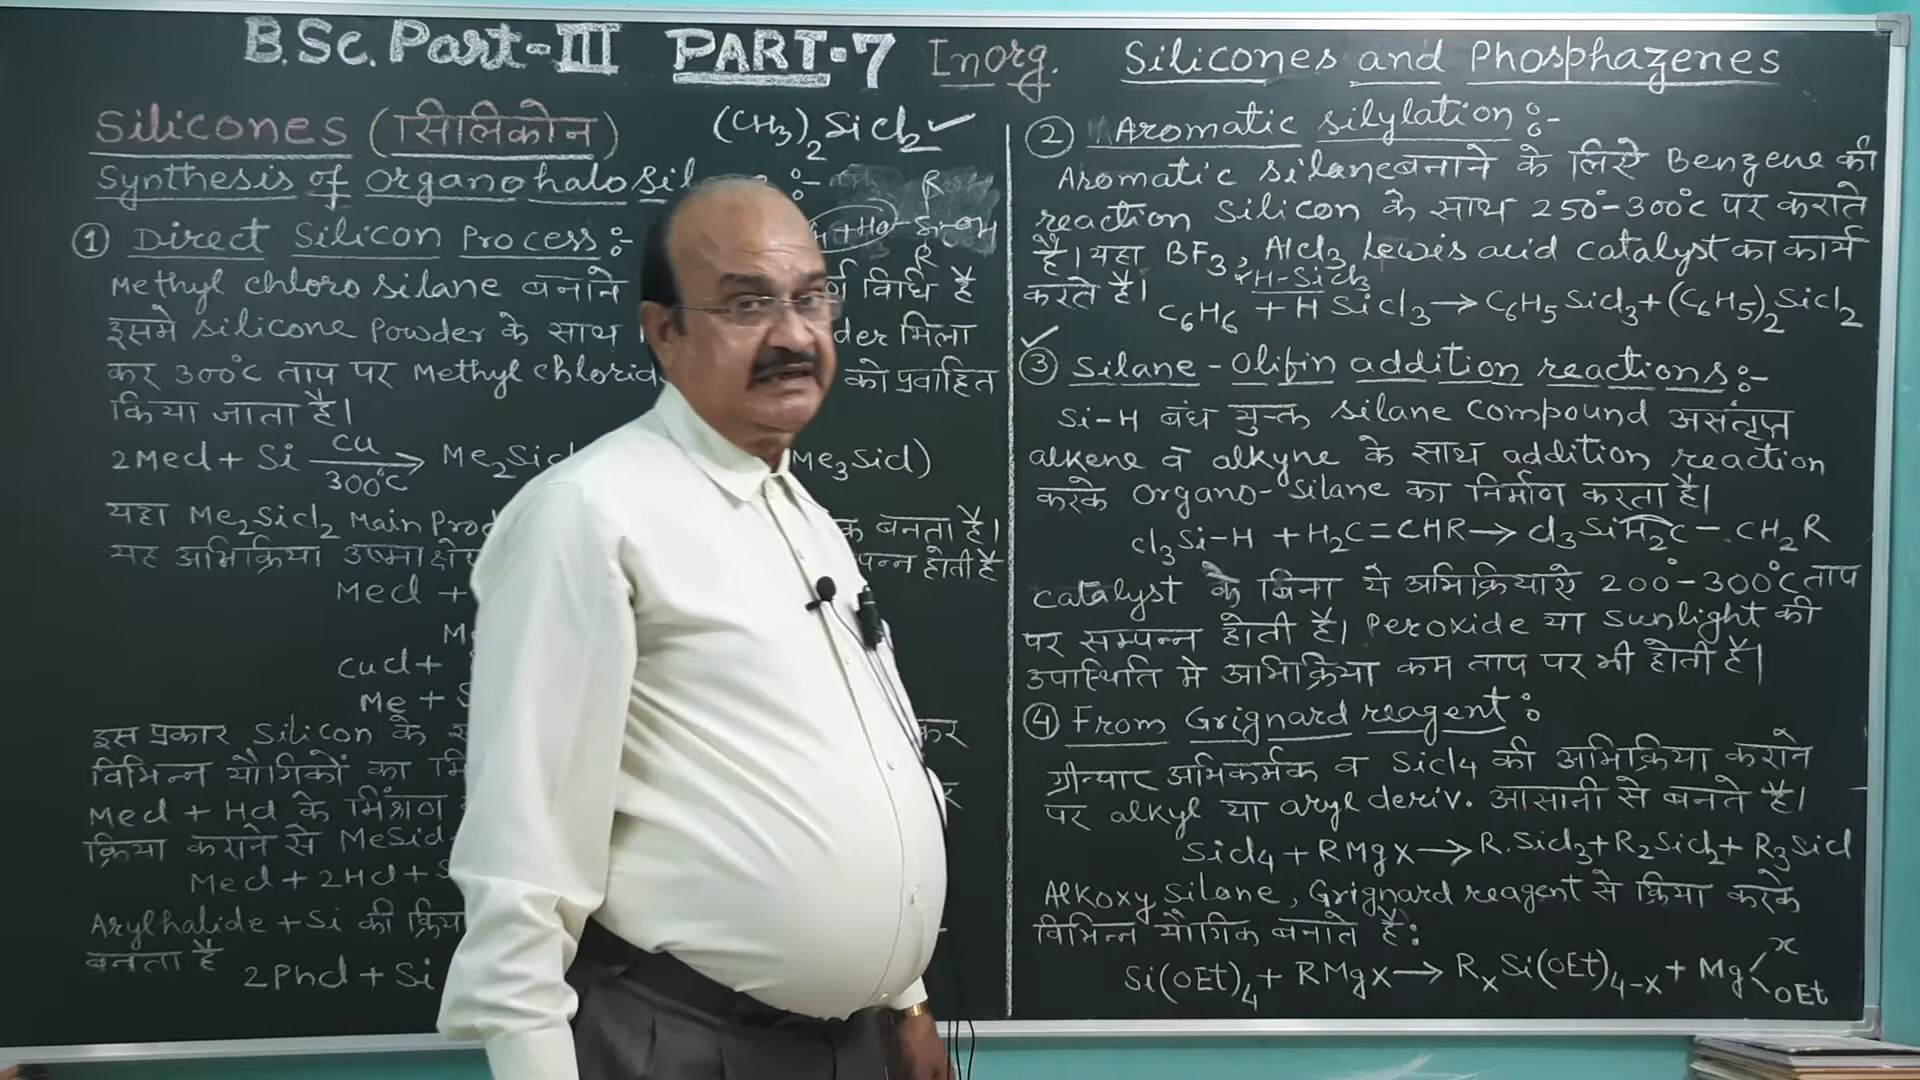 B.Sc. Part-III PART-7 Inorg. Silicones and Phosphazenes
Silicones (सिलिकोन) (CH3)2SiCl2 ✓
Synthesis of organo halo
① Direct Silicon Process:-
Methyl chloro silane बनाने विधि है
इसमे silicone Powder के साथ मिला
कर 300°C ताप पर Methyl को प्रवाहित
किया जाता है।
2MeCl + Si Cu/300°C → Me3SiCl)
यहा Me2SiCl2 Main बनता है।
यह अभिक्रिया होती है
MeCl +
CuCl +
Me +
इस प्रकार Silicon के कर
विभिन्न यौगिकों का
MeCl + HCl के मिश्रण
क्रिया कराने से
MeCl + 2HCl +
Arylhalide + Si की
बनता है 2PhCl + Si
② Aromatic silylation:-
Aromatic silane बनाने के लिऐ Benzene की
reaction silicon के साथ 250°-300°C पर कराते
है। यहा BF3, AlCl3 Lewis acid catalyst का कार्य
करते है। H-SiCl3
C6H6 + HSiCl3 → C6H5SiCl3 + (C6H5)2SiCl2
✓
③ Silane-Olifin addition reactions:-
Si-H बंध युक्त silane compound असंतृप्त
alkene व alkyne के साथ addition reaction
करके Organo-Silane का निर्माण करता है।
Cl3Si-H + H2C=CHR → Cl3SiH2C-CH2R
Catalyst के बिना ये अभिक्रियाऐ 200°-300°C ताप
पर सम्पन्न होती है। Peroxide या Sunlight की
उपस्थिति मे अभिक्रिया कम ताप पर भी होती है।
④ From Grignard reagent:
ग्रीन्यार अभिकर्मक व SiCl4 की अभिक्रिया कराने
पर alkyl या aryl deriv. आसानी से बनते है।
SiCl4 + RMgX → R.SiCl3 + R2SiCl2 + R3SiCl
Alkoxy silane, Grignard reagent से क्रिया करके
विभिन्न यौगिक बनाते है:
Si(OEt)4 + RMgX → RxSi(OEt)4-x + Mg<x OEt